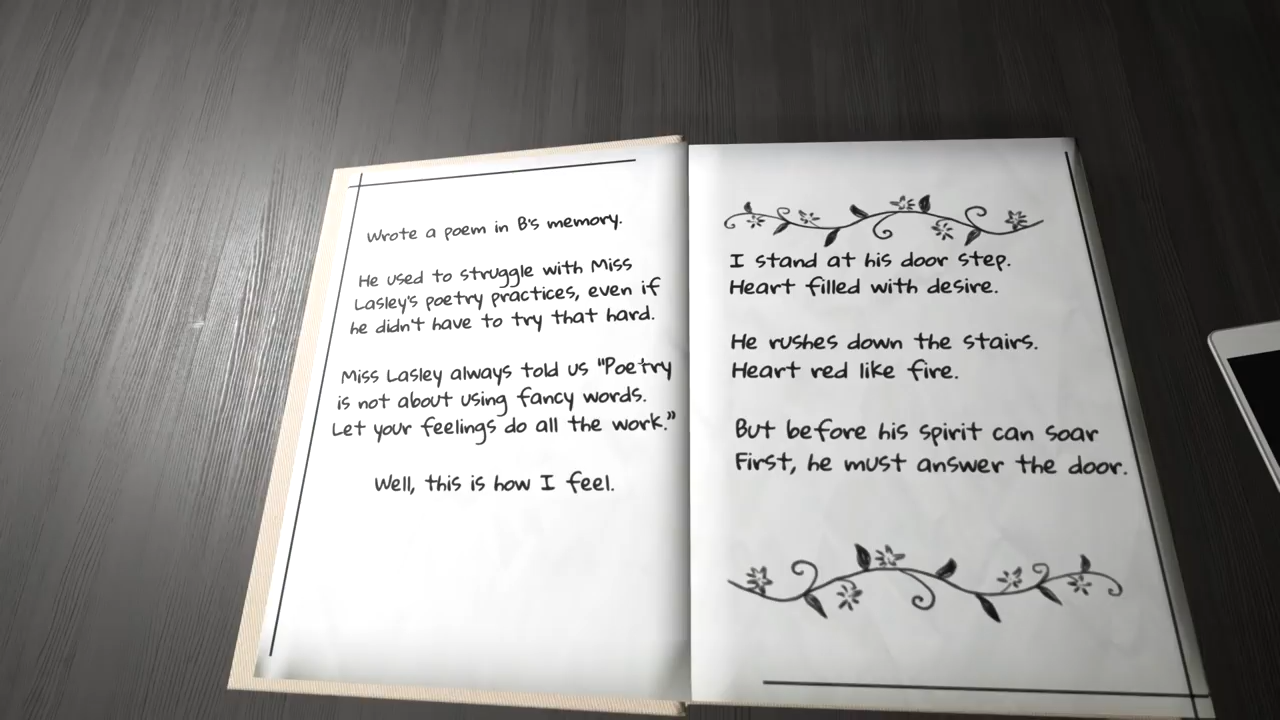 Wrote a poem in B's memory.
He used to struggle with Miss
Lasley's poetry practices, even if
he didn't have to try that hard.
Miss Lasley always told us "Poetry
is not about using fancy words.
Let your feelings do all the work."
Well, this is how I feel.
I stand at his door step.
Heart filled with desire.
He rushes down the stairs.
Heart red like fire.
But before his spirit can soar
First, he must answer the door.